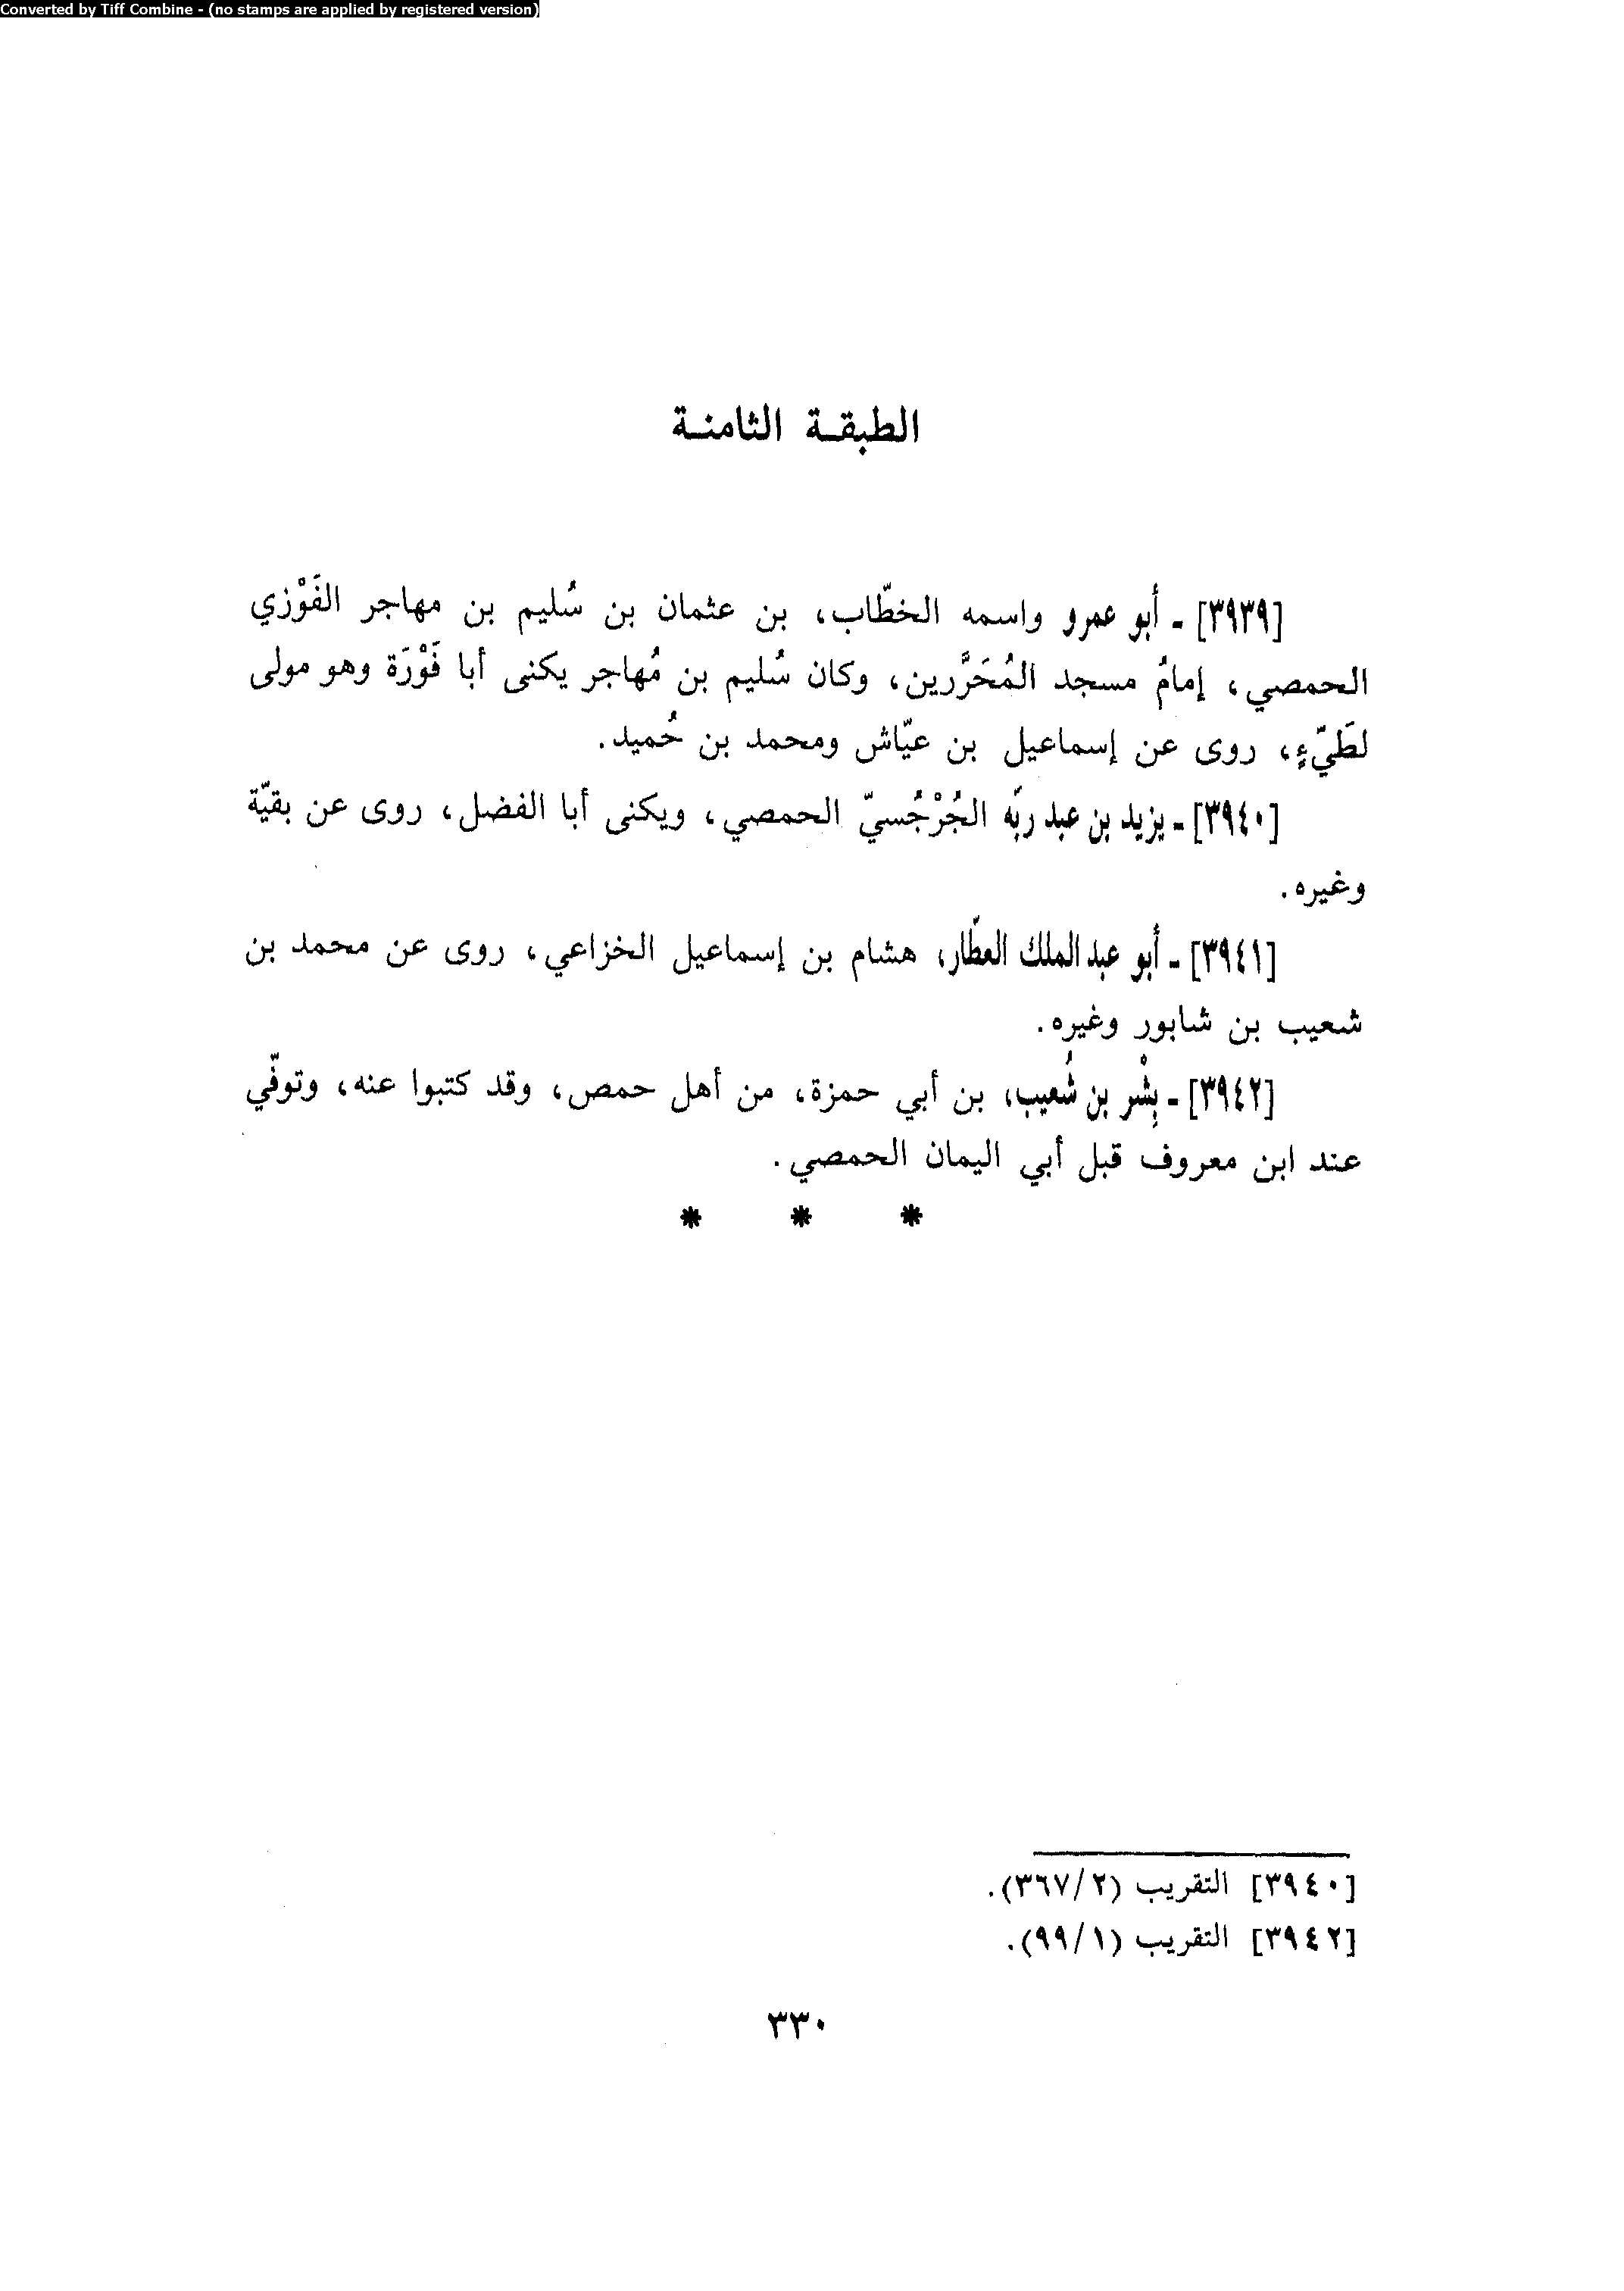 Converted by Tiff Combine - (no stamps are applied by registered version)
الطبقـة الثامنـة
[٣٩٣٩] ـ أبو عمرو واسمه الخطّاب، بن عثمان بن سُليم بن مهاجر الفَوْزي
الحمصي، إمامُ مسجد المُحَرَّرين، وكان سُليم بن مُهاجر يكنى أبا فَوْرَة وهو مولى
لطَيّءٍ، روى عن إسماعيل بن عيّاش ومحمد بن حُميد.
[٣٩٤٠] ـ يزيد بن عبد ربّه الجُرْجُسيّ الحمصي، ويكنى أبا الفضل، روى عن بقيّة
وغيره.
[٣٩٤١] ـ أبو عبد الملك العطّار، هشام بن إسماعيل الخزاعي، روى عن محمد بن
شعيب بن شابور وغيره.
[٣٩٤٢] ـ بِشْر بن شُعيب، بن أبي حمزة، من أهل حمص، وقد كتبوا عنه، وتوفّي
عند ابن معروف قبل أبي اليمان الحمصي.
* * *
[٣٩٤٠] التقريب (٣٦٧/٢).
[٣٩٤٢] التقريب (٩٩/١).
٣٣٠